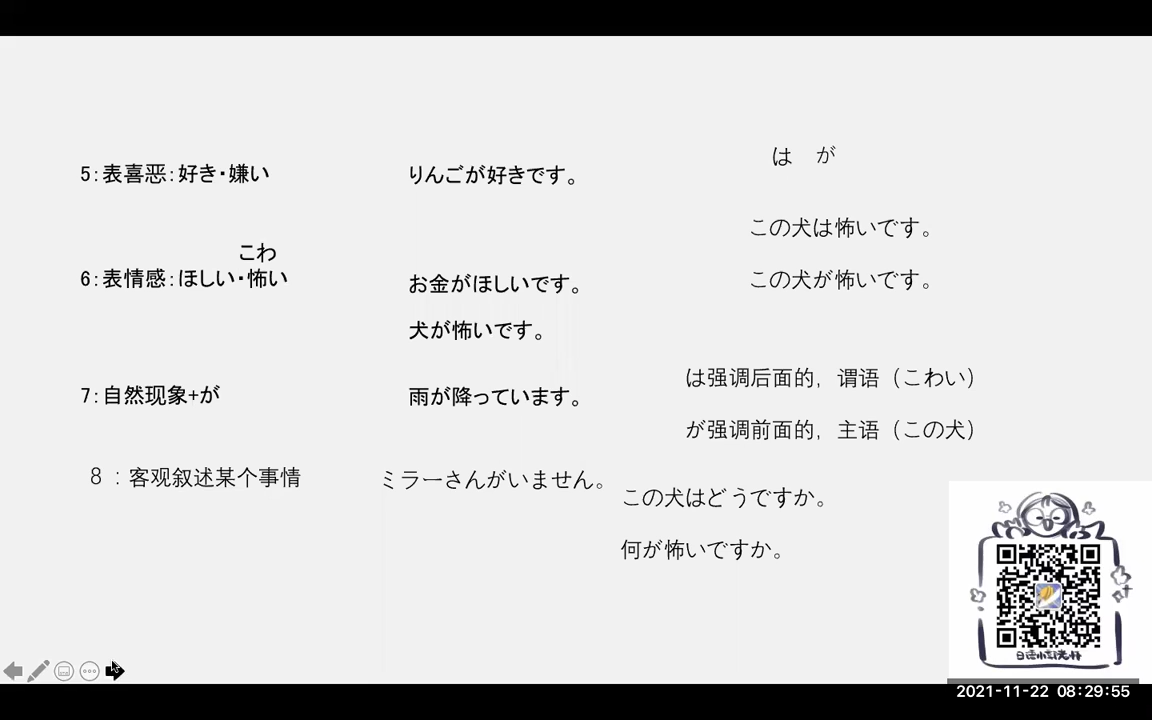 5：表喜恶：好き・嫌い
りんごが好きです。
こわ
6：表情感：ほしい・怖い
お金がほしいです。
犬が怖いです。
7：自然现象+が
雨が降っています。
8 ：客观叙述某个事情
ミラーさんがいません。
は が
この犬は怖いです。
この犬が怖いです。
は强调后面的，谓语（こわい）
が强调前面的，主语（この犬）
この犬はどうですか。
何が怖いですか。
2021-11-22 08:29:55